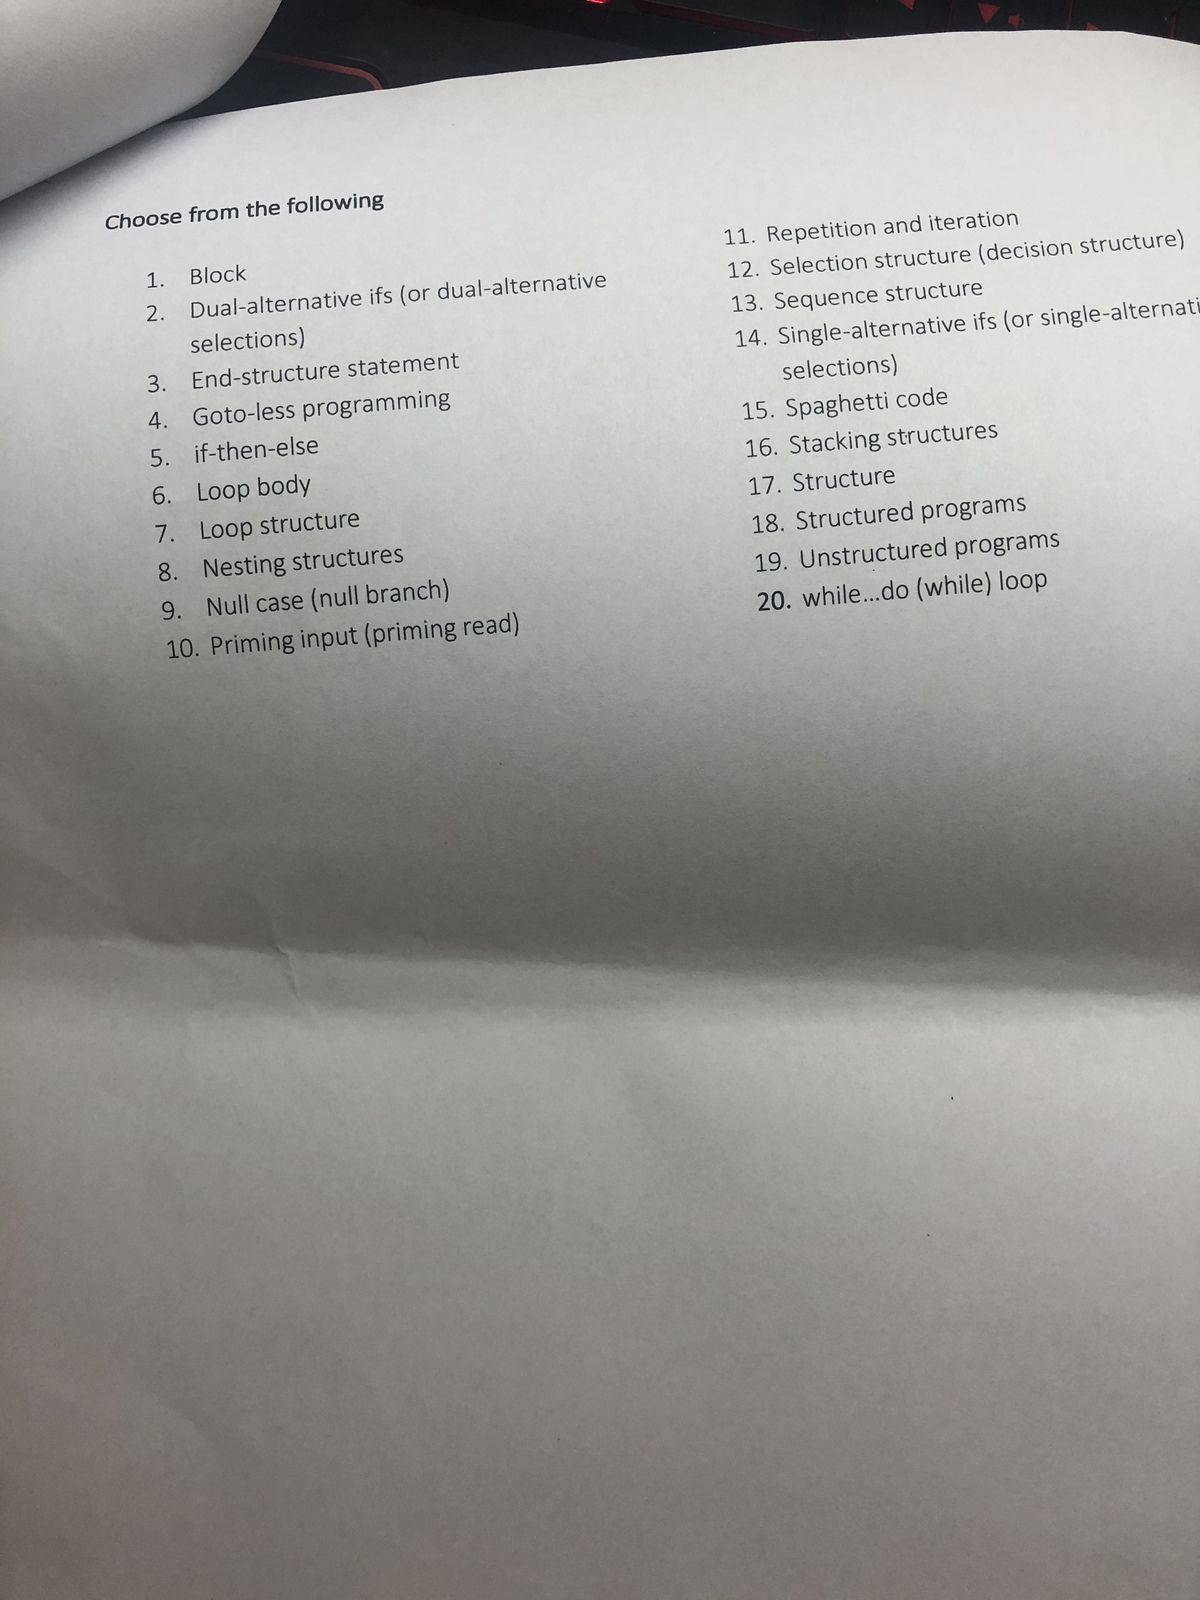 Choose from the following
1. Block
2. Dual-alternative ifs (or dual-alternative
selections)
3. End-structure statement
4. Goto-less programming
5. if-then-else
6. Loop body
7. Loop structure
8. Nesting structures
9. Null case (null branch)
10. Priming input (priming read)
11. Repetition and iteration
12. Selection structure (decision structure)
13. Sequence structure
14. Single-alternative ifs (or single-alternati
selections)
15. Spaghetti code
16. Stacking structures
17. Structure
18. Structured programs
19. Unstructured programs
20. while...do (while) loop